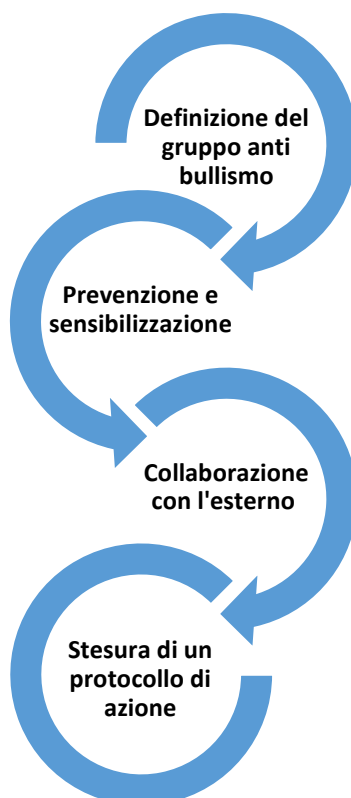 Definizione del
gruppo anti
bullismo
Prevenzione e
sensibilizzazione
Collaborazione
con l'esterno
Stesura di un
protocollo di
azione